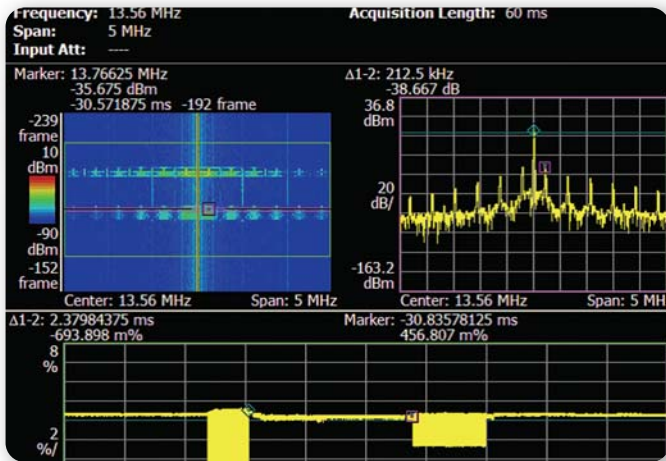 Frequency: 13.56 MHz
Acquisition Length: 60 ms
Span: 5 MHz
Input Att: ----
Marker: 13.76625 MHz
-35.675 dBm
-30.571875 ms -192 frame
-239
frame
10
dBm
-90
dBm
-152
frame
Center: 13.56 MHz
Span: 5 MHz
Δ1-2: 212.5 kHz
-38.667 dB
36.8
dBm
20
dB/
-163.2
dBm
Center: 13.56 MHz
Span: 5 MH
Δ1-2: 2.37984375 ms
-693.898 m%
Marker: -30.83578125 ms
456.807 m%
8
%
2
%/